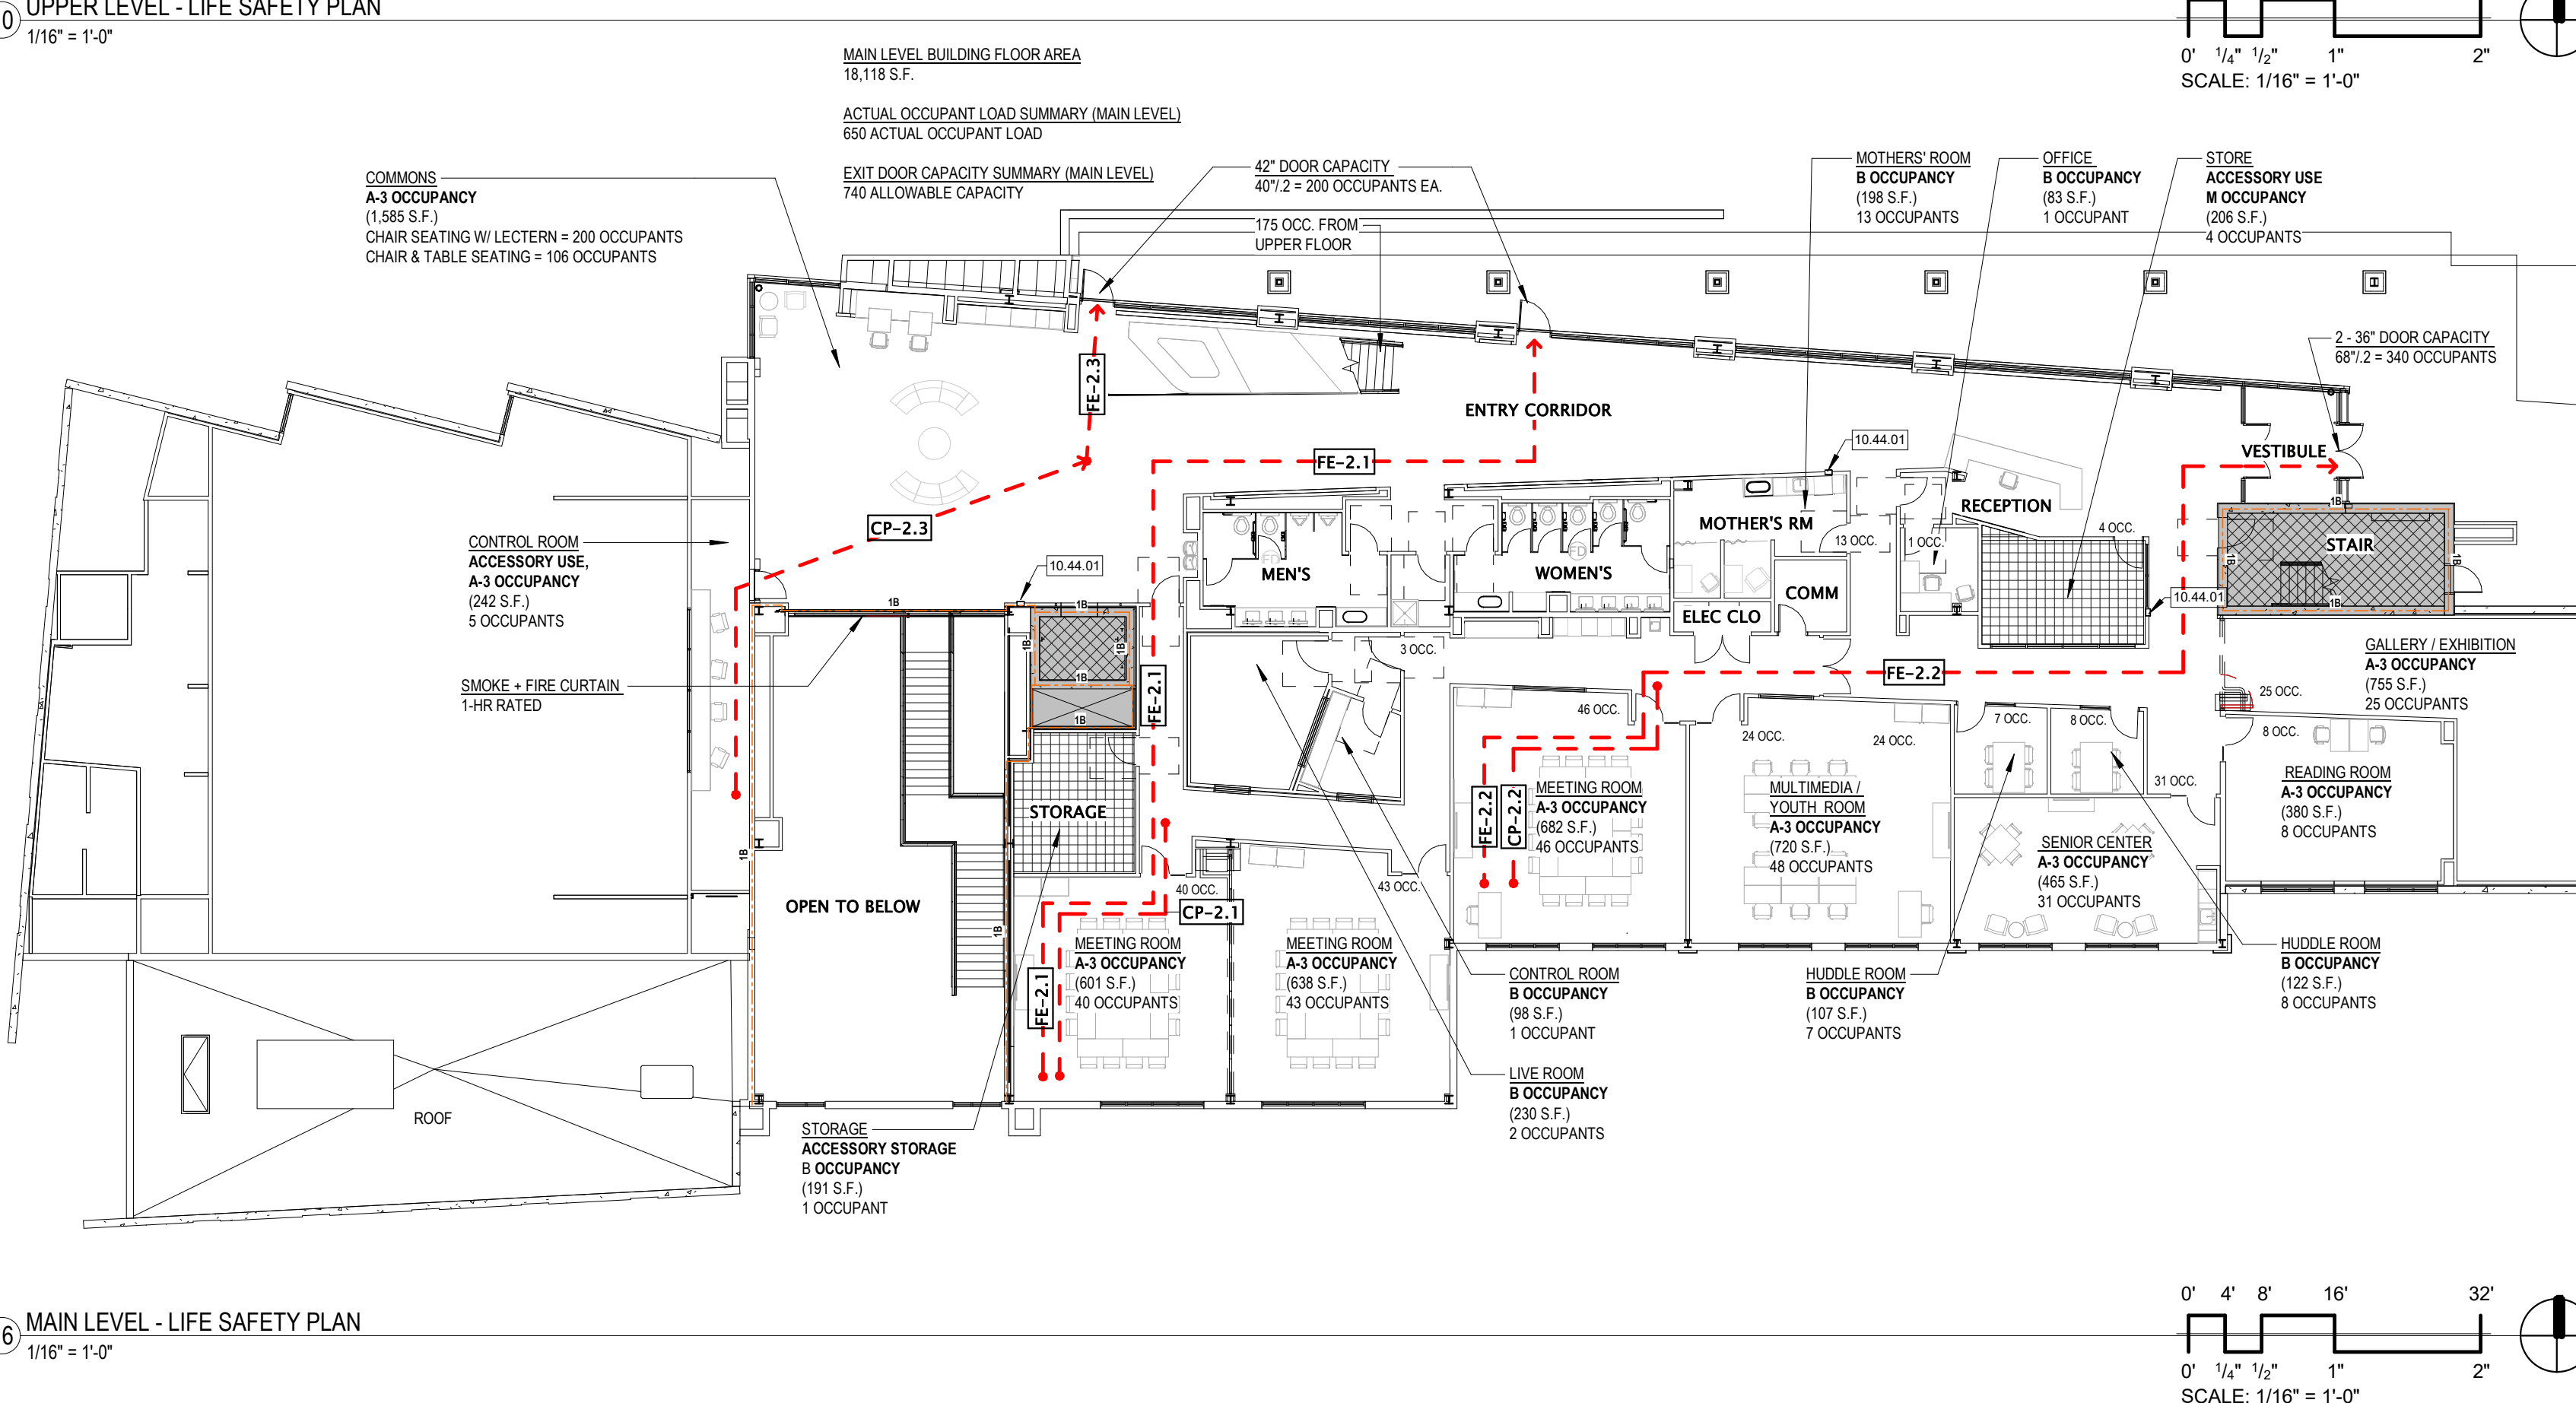 0 UPPER LEVEL - LIFE SAFETY PLAN
1/16" = 1'-0"
0' 1/4" 1/2" 1" 2"
SCALE: 1/16" = 1'-0"
MAIN LEVEL BUILDING FLOOR AREA
18,118 S.F.
ACTUAL OCCUPANT LOAD SUMMARY (MAIN LEVEL)
650 ACTUAL OCCUPANT LOAD
EXIT DOOR CAPACITY SUMMARY (MAIN LEVEL)
740 ALLOWABLE CAPACITY
42" DOOR CAPACITY
40"/.2 = 200 OCCUPANTS EA.
175 OCC. FROM
UPPER FLOOR
MOTHERS' ROOM
B OCCUPANCY
(198 S.F.)
13 OCCUPANTS
OFFICE
B OCCUPANCY
(83 S.F.)
1 OCCUPANT
STORE
ACCESSORY USE
M OCCUPANCY
(206 S.F.)
4 OCCUPANTS
COMMONS
A-3 OCCUPANCY
(1,585 S.F.)
CHAIR SEATING W/ LECTERN = 200 OCCUPANTS
CHAIR & TABLE SEATING = 106 OCCUPANTS
2 - 36" DOOR CAPACITY
68"/.2 = 340 OCCUPANTS
FE-2.3
ENTRY CORRIDOR
10.44.01
FE-2.1
VESTIBULE
CP-2.3
RECEPTION
1B
MOTHER'S RM
4 OCC.
13 OCC.
1 OCC.
STAIR
1B
1B
1B
10.44.01
CONTROL ROOM
ACCESSORY USE,
A-3 OCCUPANCY
(242 S.F.)
5 OCCUPANTS
10.44.01
MEN'S
FD
WOMEN'S
FD
COMM
ELEC CLO
1B
1B
1B
1B
1B
1B
3 OCC.
FE-2.2
GALLERY / EXHIBITION
A-3 OCCUPANCY
(755 S.F.)
25 OCCUPANTS
25 OCC.
SMOKE + FIRE CURTAIN
1-HR RATED
FE-2.1
46 OCC.
24 OCC.
24 OCC.
7 OCC.
8 OCC.
8 OCC.
31 OCC.
READING ROOM
A-3 OCCUPANCY
(380 S.F.)
8 OCCUPANTS
STORAGE
FE-2.2
CP-2.2
MEETING ROOM
A-3 OCCUPANCY
(682 S.F.)
46 OCCUPANTS
MULTIMEDIA /
YOUTH ROOM
A-3 OCCUPANCY
(720 S.F.)
48 OCCUPANTS
SENIOR CENTER
A-3 OCCUPANCY
(465 S.F.)
31 OCCUPANTS
1B
OPEN TO BELOW
1B
40 OCC.
43 OCC.
CP-2.1
FE-2.1
MEETING ROOM
A-3 OCCUPANCY
(601 S.F.)
40 OCCUPANTS
MEETING ROOM
A-3 OCCUPANCY
(638 S.F.)
43 OCCUPANTS
CONTROL ROOM
B OCCUPANCY
(98 S.F.)
1 OCCUPANT
HUDDLE ROOM
B OCCUPANCY
(107 S.F.)
7 OCCUPANTS
HUDDLE ROOM
B OCCUPANCY
(122 S.F.)
8 OCCUPANTS
LIVE ROOM
B OCCUPANCY
(230 S.F.)
2 OCCUPANTS
ROOF
STORAGE
ACCESSORY STORAGE
B OCCUPANCY
(191 S.F.)
1 OCCUPANT
6 MAIN LEVEL - LIFE SAFETY PLAN
1/16" = 1'-0"
0' 4' 8' 16' 32'
0' 1/4" 1/2" 1" 2"
SCALE: 1/16" = 1'-0"